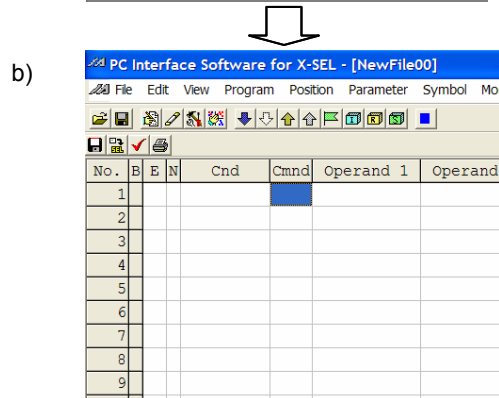 b)
PC Interface Software for X-SEL - [NewFile00]
File Edit View Program Position Parameter Symbol Mo
No. B E N Cnd Cmnd Operand 1 Operand
1
2
3
4
5
6
7
8
9